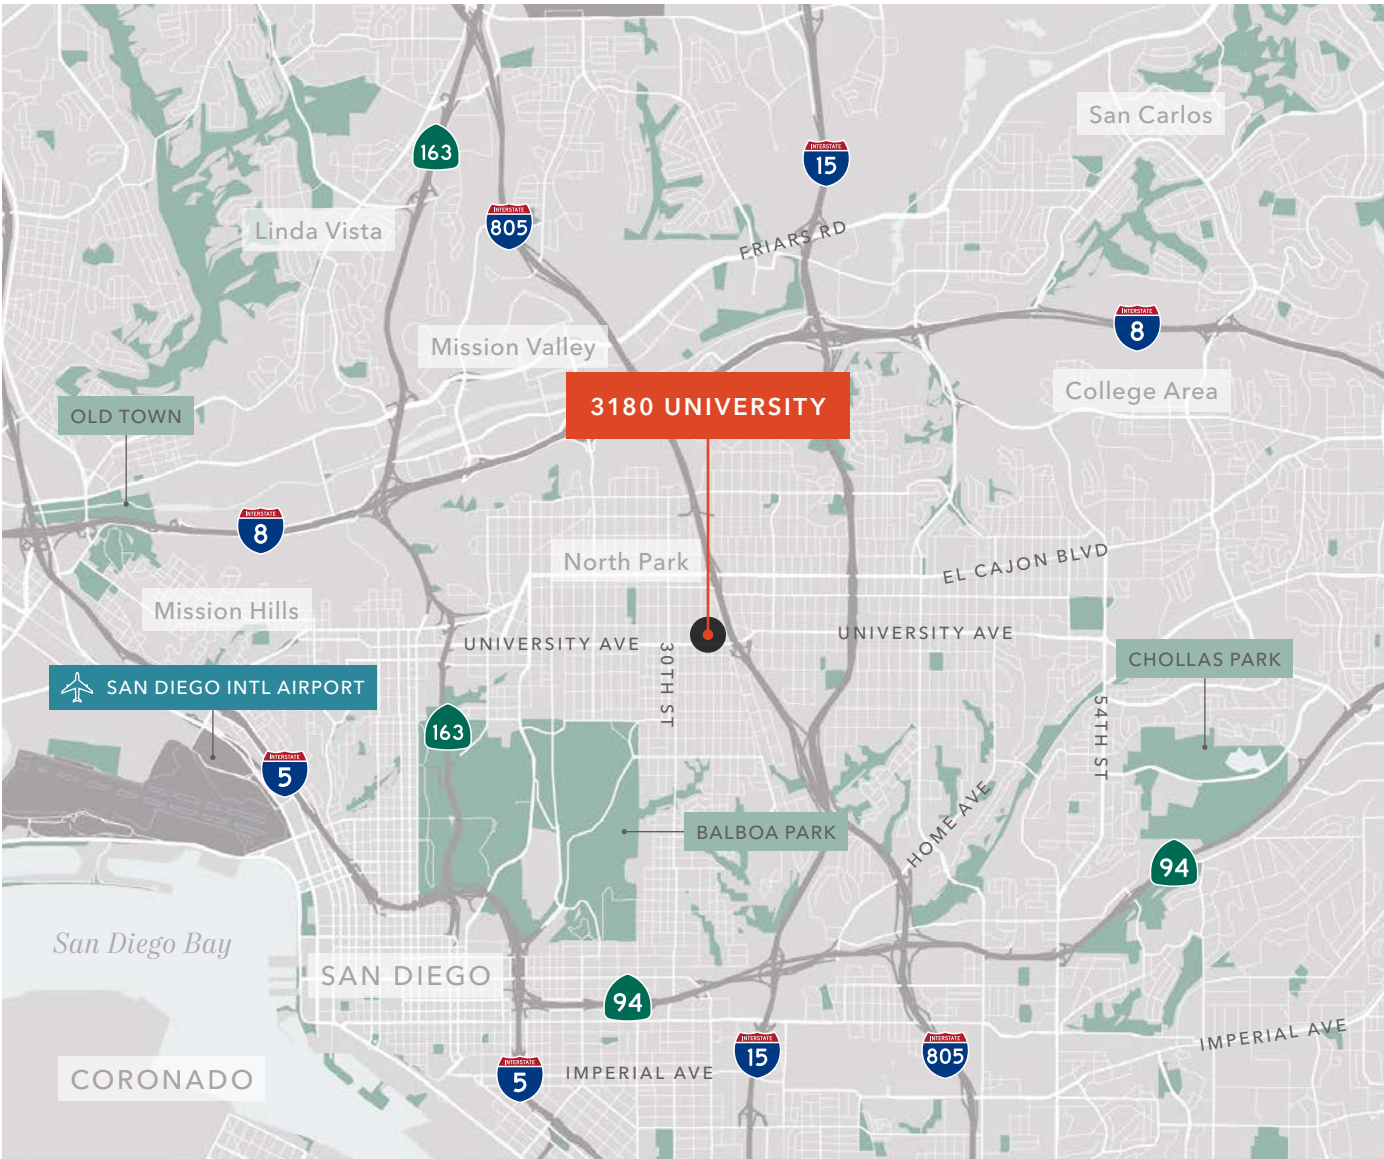 San Carlos
163
INTERSTATE
15
INTERSTATE
805
Linda Vista
FRIARS RD
INTERSTATE
8
Mission Valley
College Area
3180 UNIVERSITY
OLD TOWN
INTERSTATE
8
North Park
EL CAJON BLVD
Mission Hills
UNIVERSITY AVE
UNIVERSITY AVE
30TH ST
CHOLLAS PARK
SAN DIEGO INTL AIRPORT
54TH ST
163
INTERSTATE
5
HOME AVE
BALBOA PARK
94
San Diego Bay
SAN DIEGO
94
IMPERIAL AVE
INTERSTATE
15
INTERSTATE
805
INTERSTATE
5
IMPERIAL AVE
CORONADO